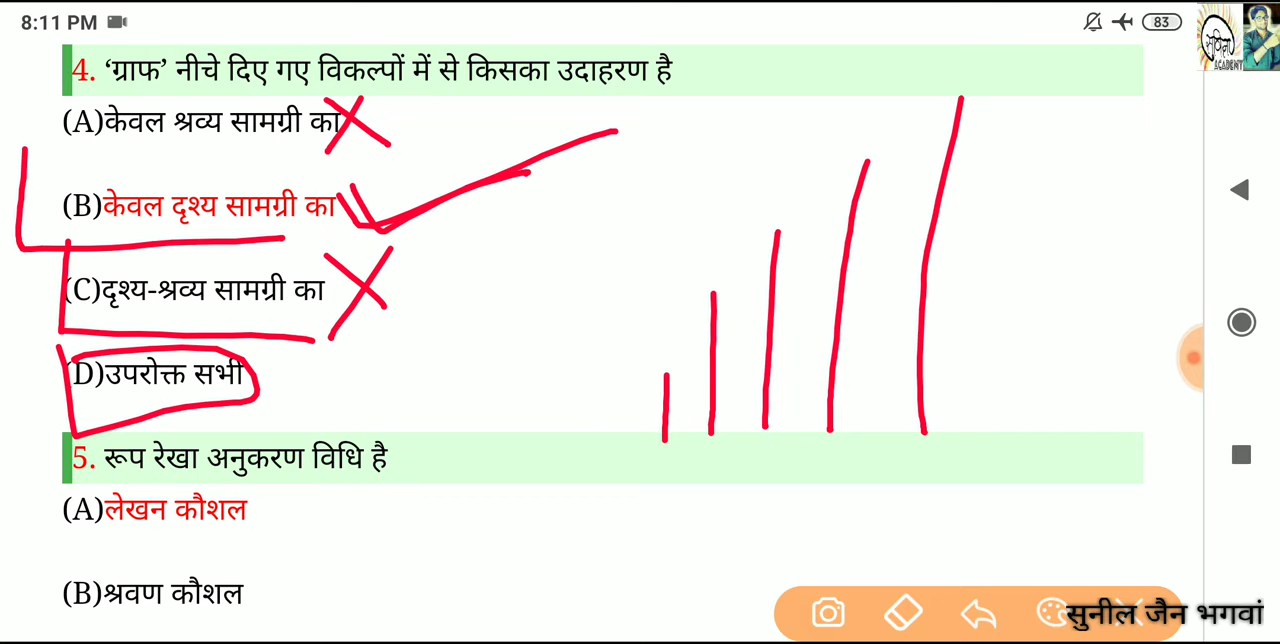 8:11 PM
83
4. ‘ग्राफ’ नीचे दिए गए विकल्पों में से किसका उदाहरण है
(A)केवल श्रव्य सामग्री का
(B)केवल दृश्य सामग्री का
(C)दृश्य-श्रव्य सामग्री का
(D)उपरोक्त सभी
5. रूप रेखा अनुकरण विधि है
(A)लेखन कौशल
(B)श्रवण कौशल
ACADEMY
सुनील जैन भगवां